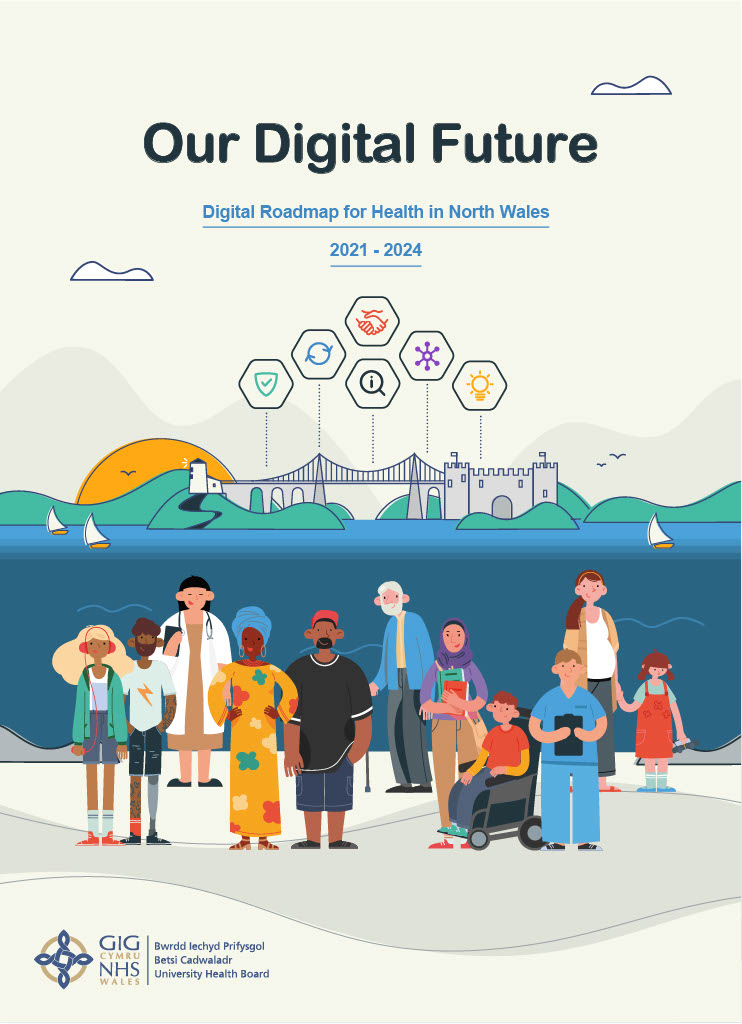 Our Digital Future
Digital Roadmap for Health in North Wales
2021 - 2024
i
GIG
CYMRU
NHS
WALES
Bwrdd Iechyd Prifysgol
Betsi Cadwaladr
University Health Board